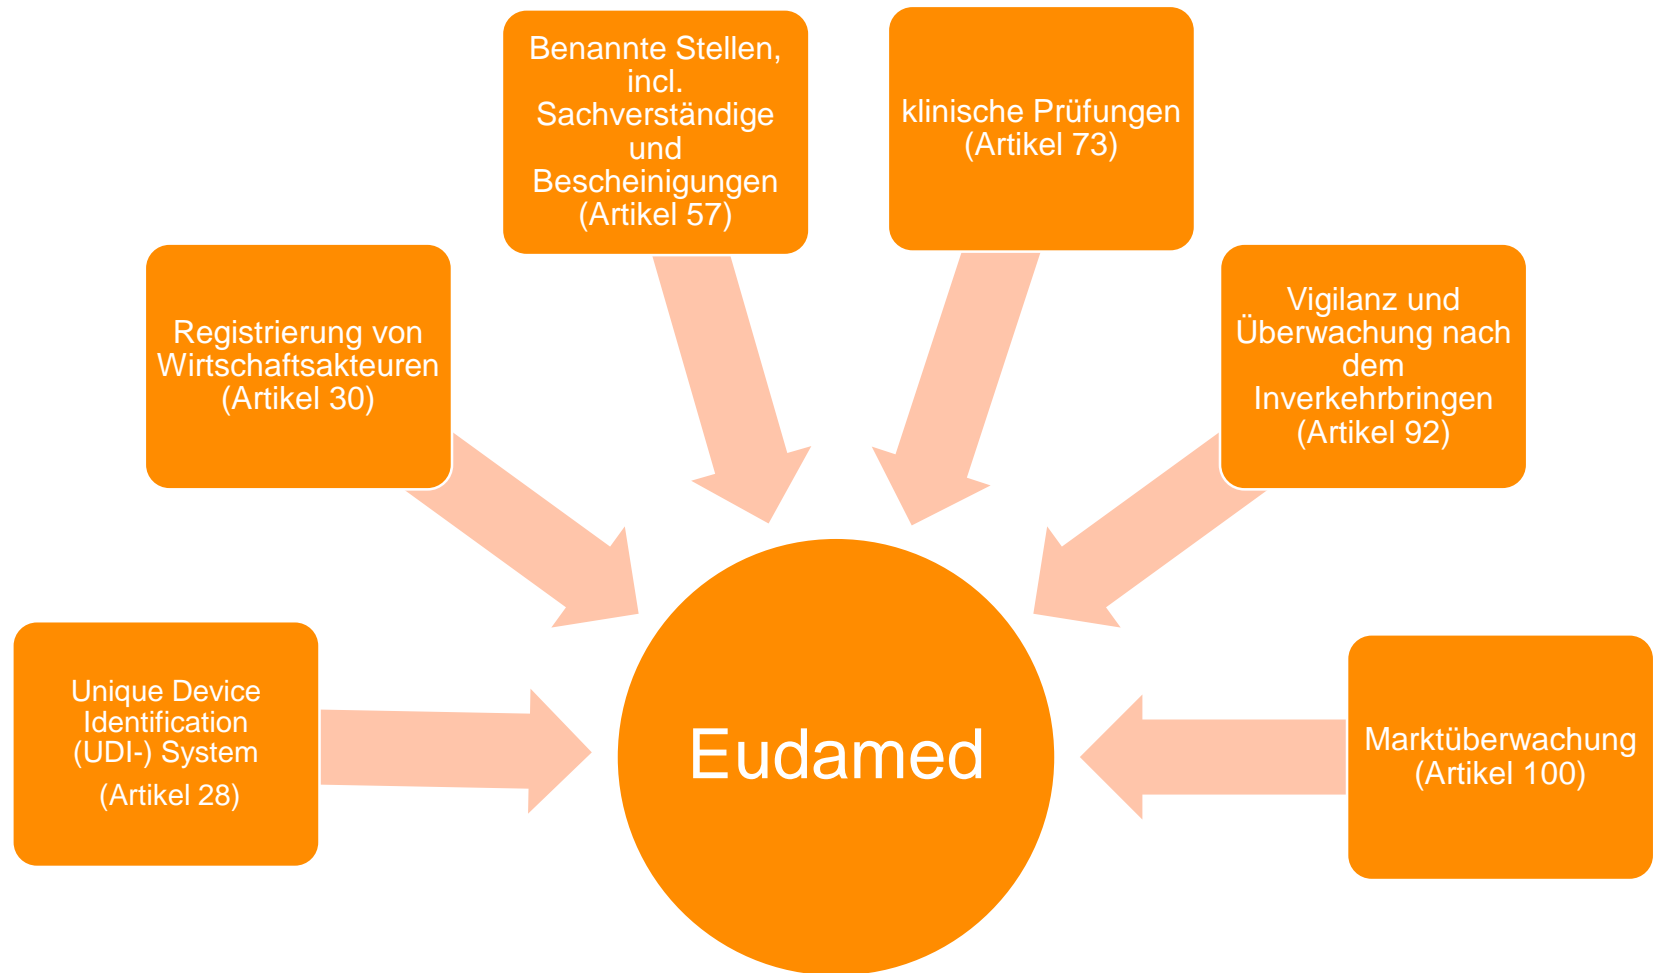 Benannte Stellen,
incl.
Sachverständige
und
Bescheinigungen
(Artikel 57)
klinische Prüfungen
(Artikel 73)
Registrierung von
Wirtschaftsakteuren
(Artikel 30)
Vigilanz und
Überwachung nach
dem
Inverkehrbringen
(Artikel 92)
Unique Device
Identification
(UDI-) System
(Artikel 28)
Eudamed
Marktüberwachung
(Artikel 100)